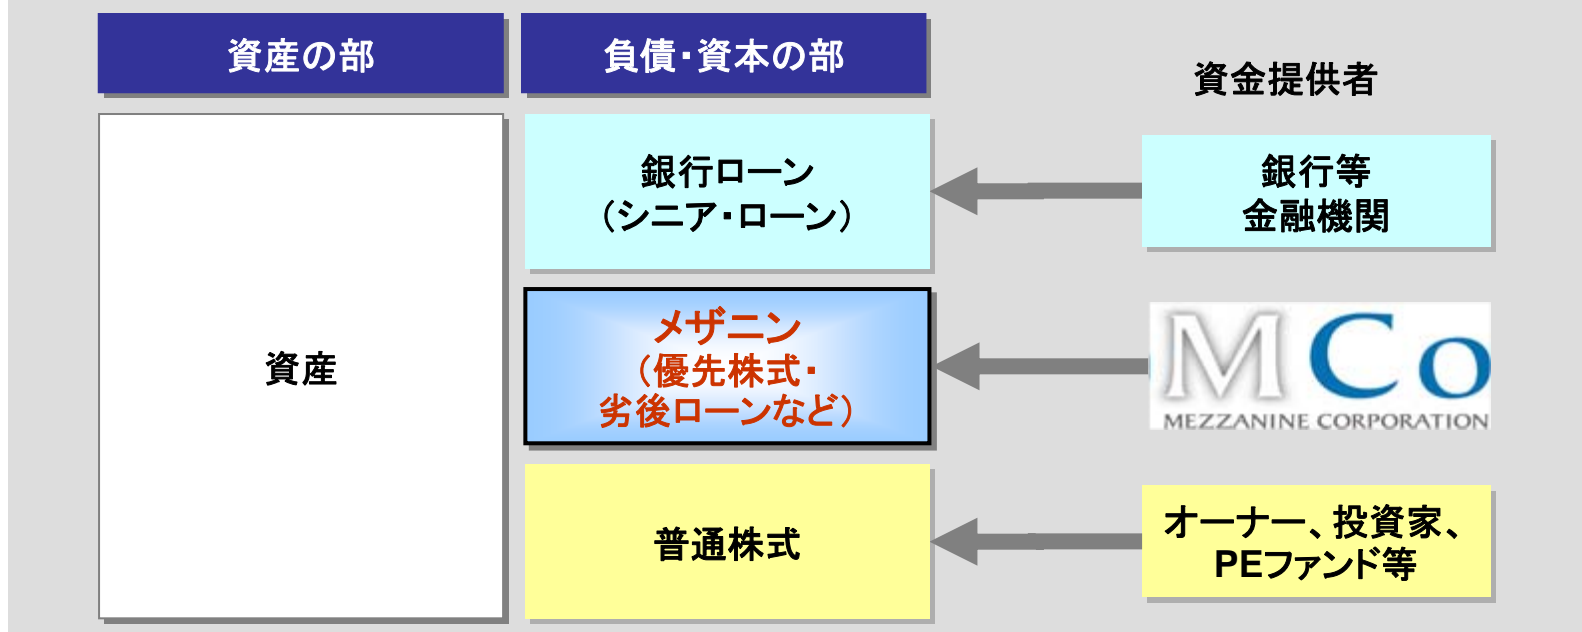 資産の部
負債・資本の部
資金提供者
資産
銀行ローン
(シニア・ローン)
銀行等
金融機関
メザニン
(優先株式・
劣後ローンなど)
MCo
MEZZANINE CORPORATION
普通株式
オーナー、投資家、
PEファンド等